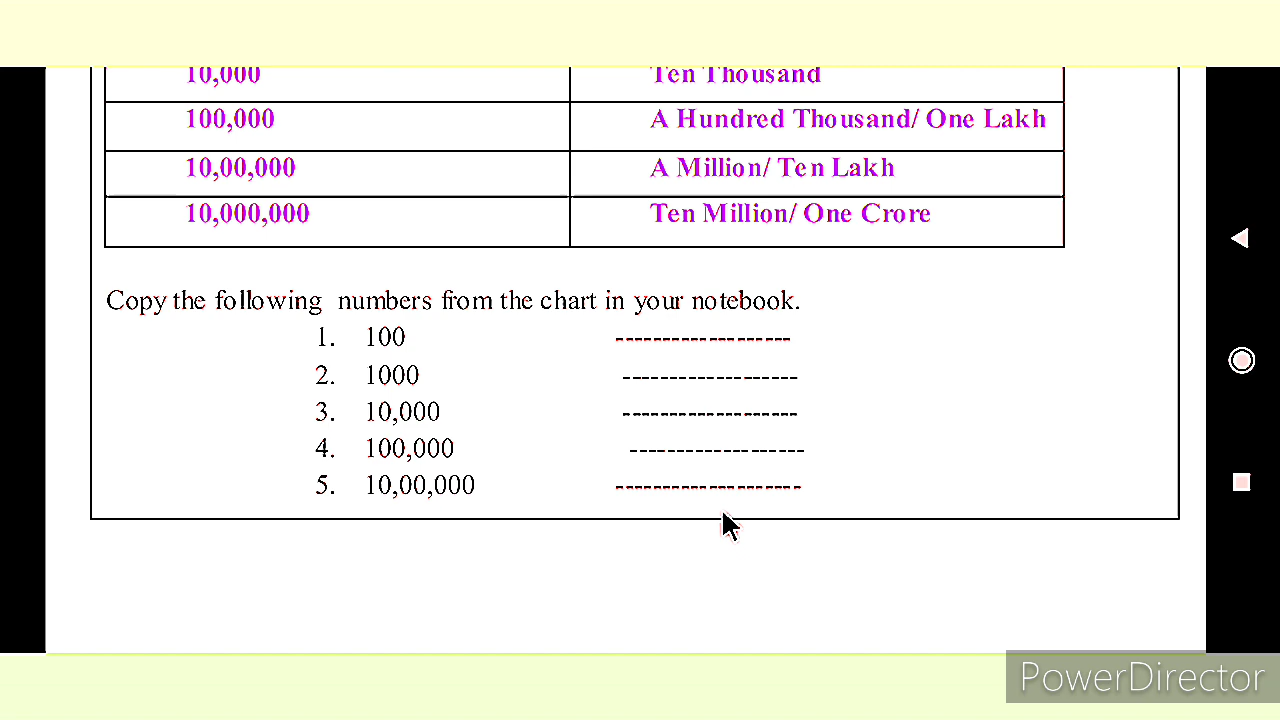 10,000 Ten Thousand
100,000 A Hundred Thousand/ One Lakh
10,00,000 A Million/ Ten Lakh
10,000,000 Ten Million/ One Crore
Copy the following numbers from the chart in your notebook.
1. 100 -------------------
2. 1000 -------------------
3. 10,000 -------------------
4. 100,000 -------------------
5. 10,00,000 --------------------
PowerDirector